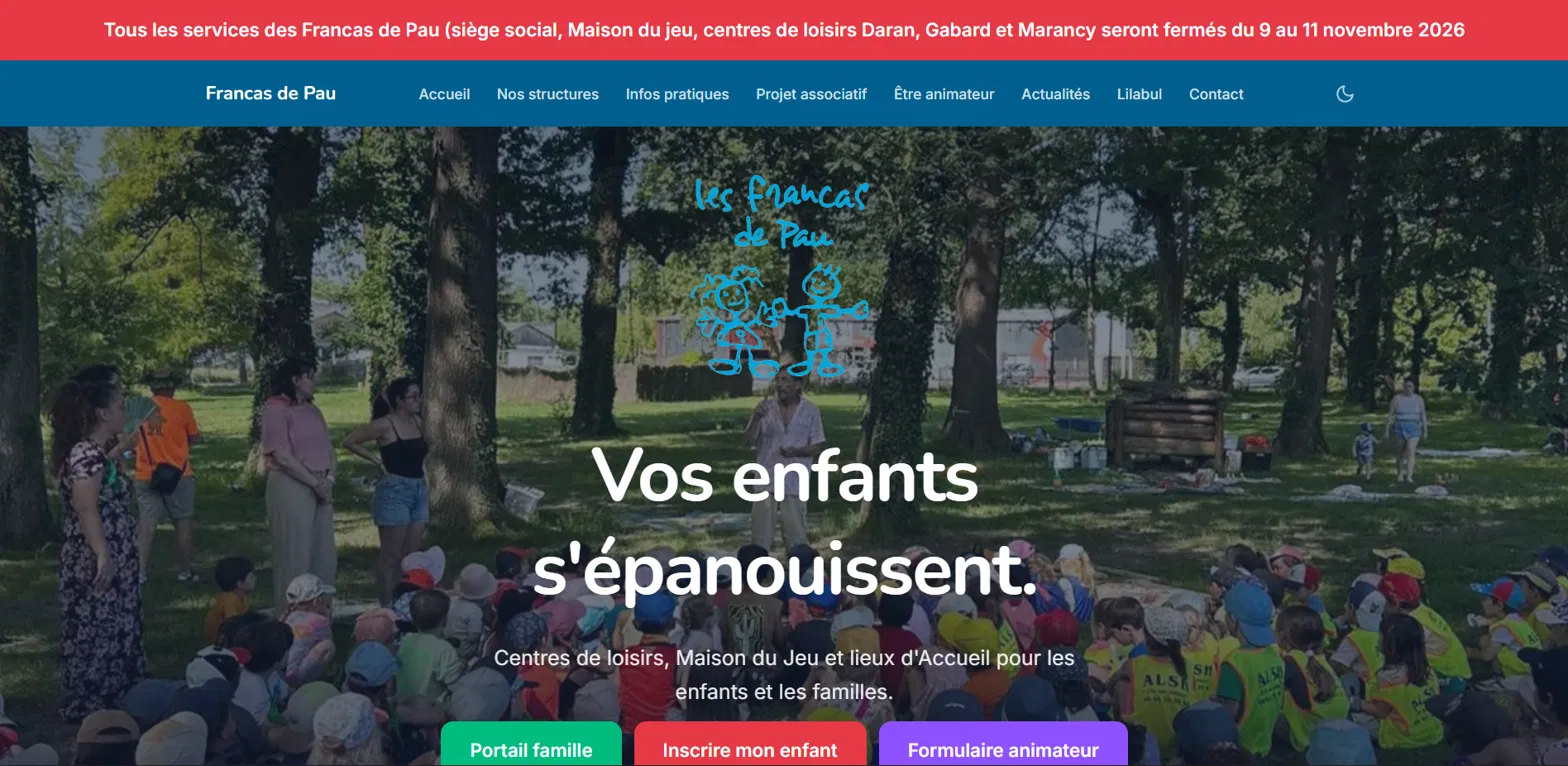 Tous les services des Francas de Pau (siège social, Maison du jeu, centres de loisirs Daran, Gabard et Marancy seront fermés du 9 au 11 novembre 2026
Francas de Pau
Accueil
Nos structures
Infos pratiques
Projet associatif
Être animateur
Actualités
Lilabul
Contact
les francas
de Pau
Vos enfants
s'épanouissent.
Centres de loisirs, Maison du Jeu et lieux d'Accueil pour les
enfants et les familles.
ALSH
Portail famille
Inscrire mon enfant
Formulaire animateur